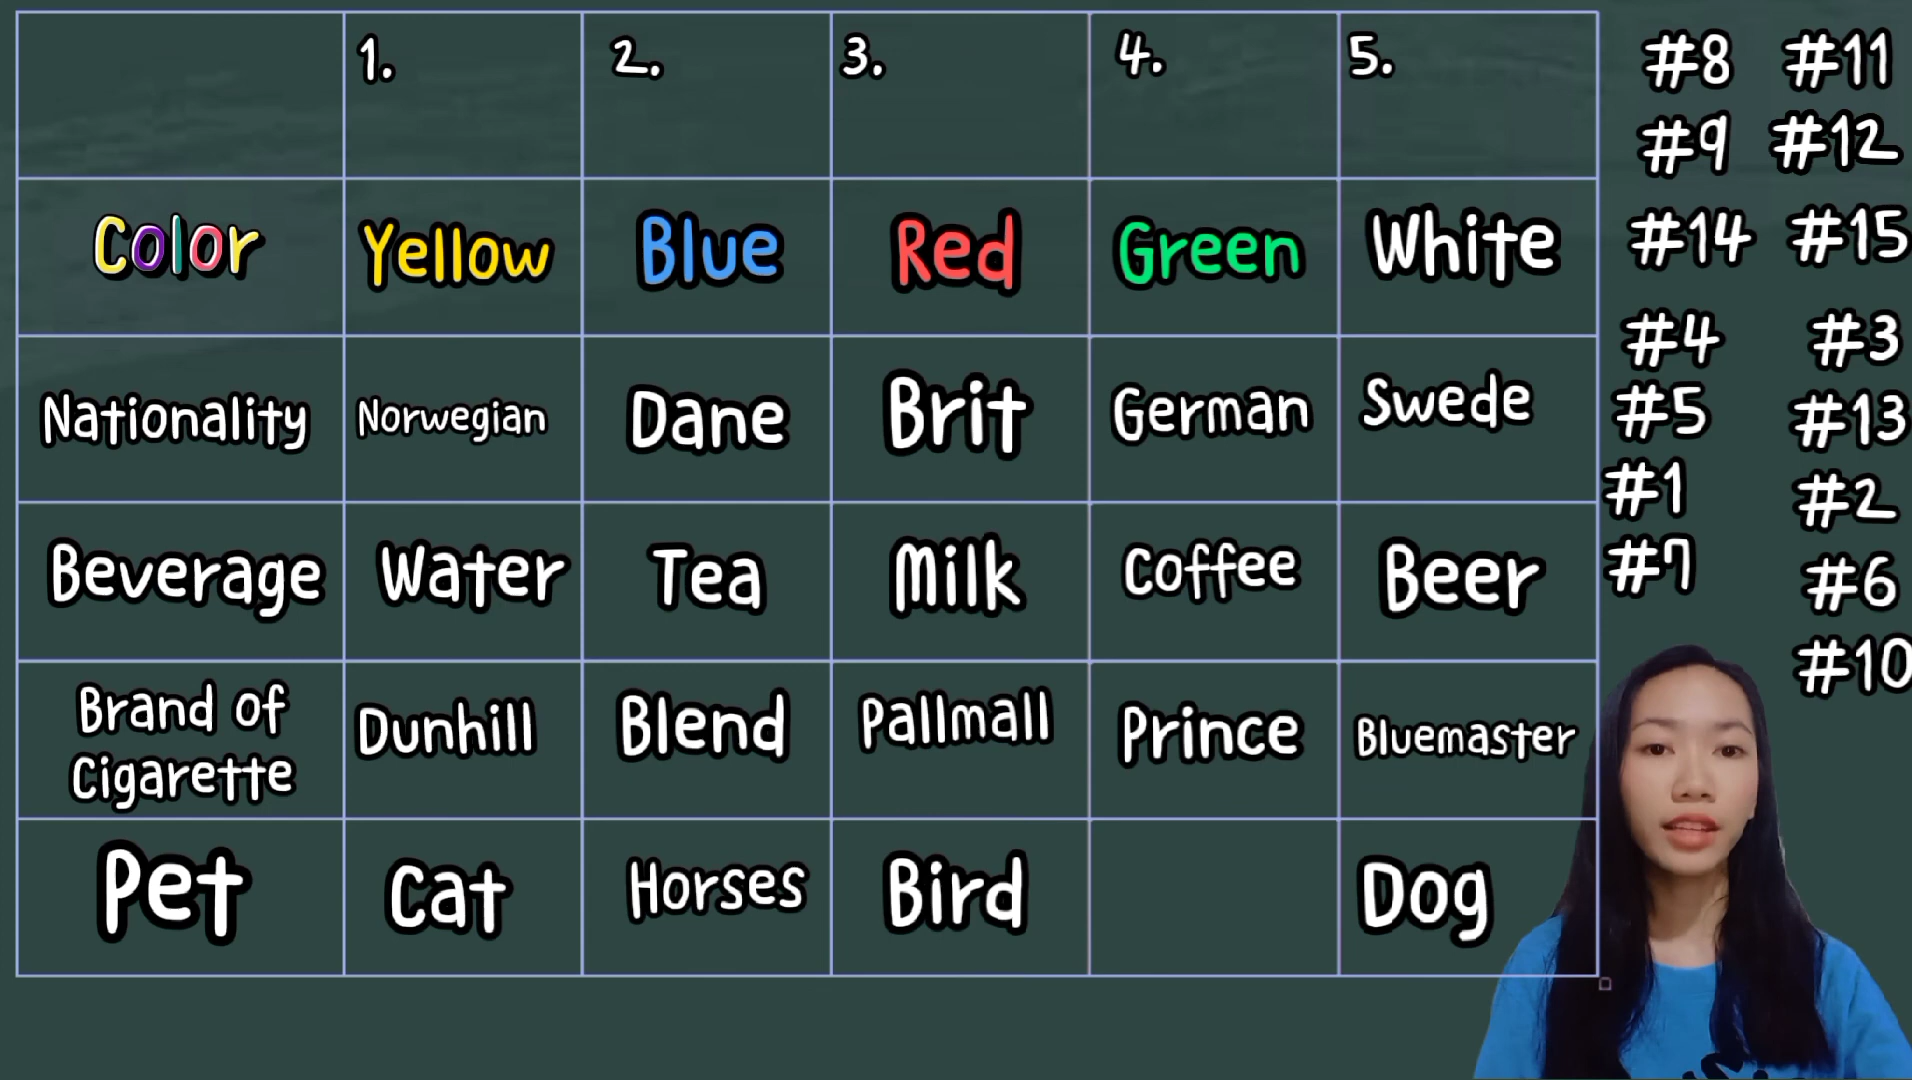 1. 2. 3. 4. 5.
Color Yellow Blue Red Green White
Nationality Norwegian Dane Brit German Swede
Beverage Water Tea Milk Coffee Beer
Brand of
Cigarette Dunhill Blend Pallmall Prince Bluemaster
Pet Cat Horses Bird Dog
#8 #11
#9 #12
#14 #15
#4 #3
#5 #13
#1 #2
#7 #6
#10